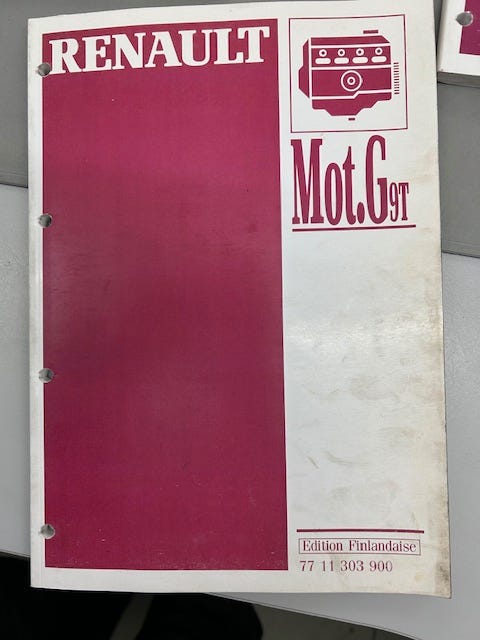 RENAULT
Mot.G9T
Edition Finlandaise
77 11 303 900